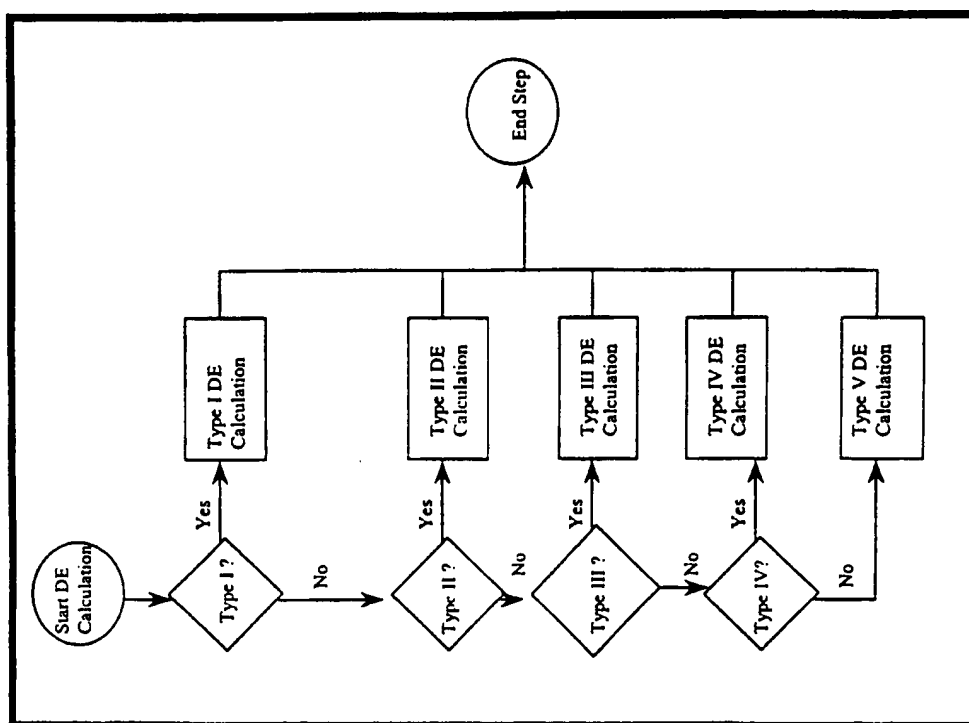 Start DE
Calculation
Type I ?
Yes
Type I DE
Calculation
No
Type II ?
Yes
Type II DE
Calculation
No
Type III ?
Yes
Type III DE
Calculation
No
Type IV?
Yes
Type IV DE
Calculation
No
Type V DE
Calculation
End Step